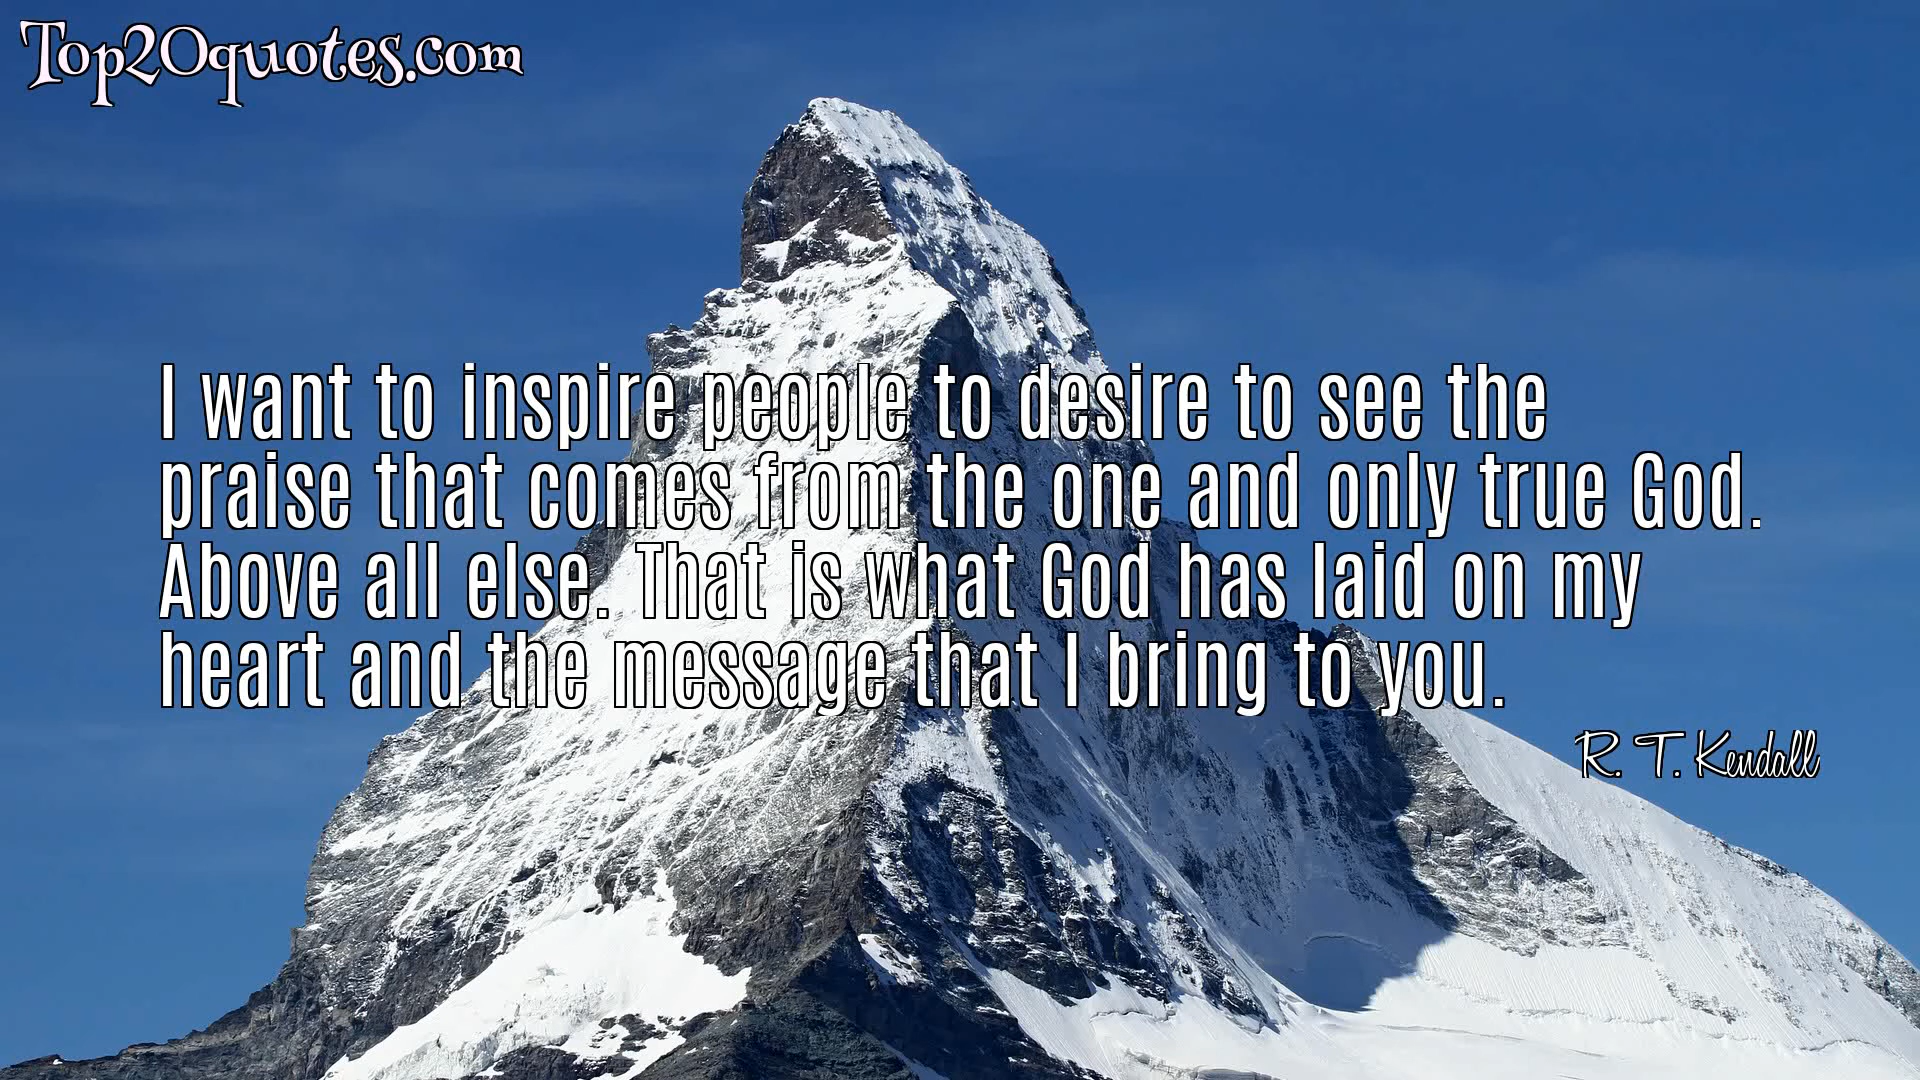 Top20quotes.com
I want to inspire people to desire to see the
praise that comes from the one and only true God.
Above all else. That is what God has laid on my
heart and the message that I bring to you.
R. T. Kendall